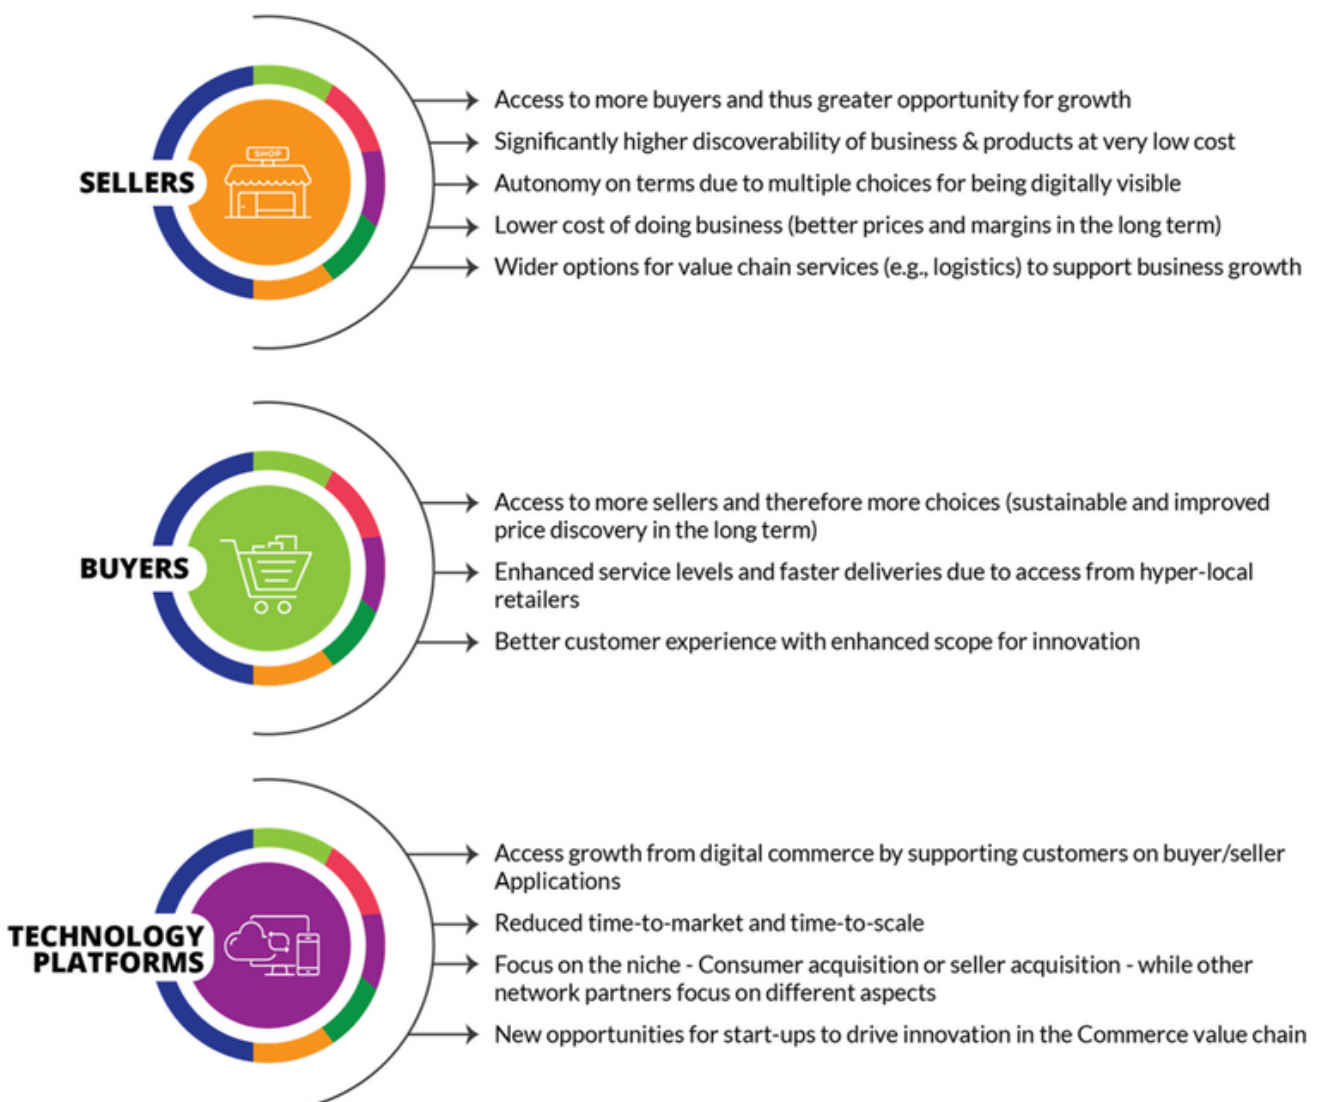 SHOP
SELLERS
Access to more buyers and thus greater opportunity for growth
Significantly higher discoverability of business & products at very low cost
Autonomy on terms due to multiple choices for being digitally visible
Lower cost of doing business (better prices and margins in the long term)
Wider options for value chain services (e.g., logistics) to support business growth
BUYERS
Access to more sellers and therefore more choices (sustainable and improved
price discovery in the long term)
Enhanced service levels and faster deliveries due to access from hyper-local
retailers
Better customer experience with enhanced scope for innovation
TECHNOLOGY
PLATFORMS
Access growth from digital commerce by supporting customers on buyer/seller
Applications
Reduced time-to-market and time-to-scale
Focus on the niche - Consumer acquisition or seller acquisition - while other
network partners focus on different aspects
New opportunities for start-ups to drive innovation in the Commerce value chain